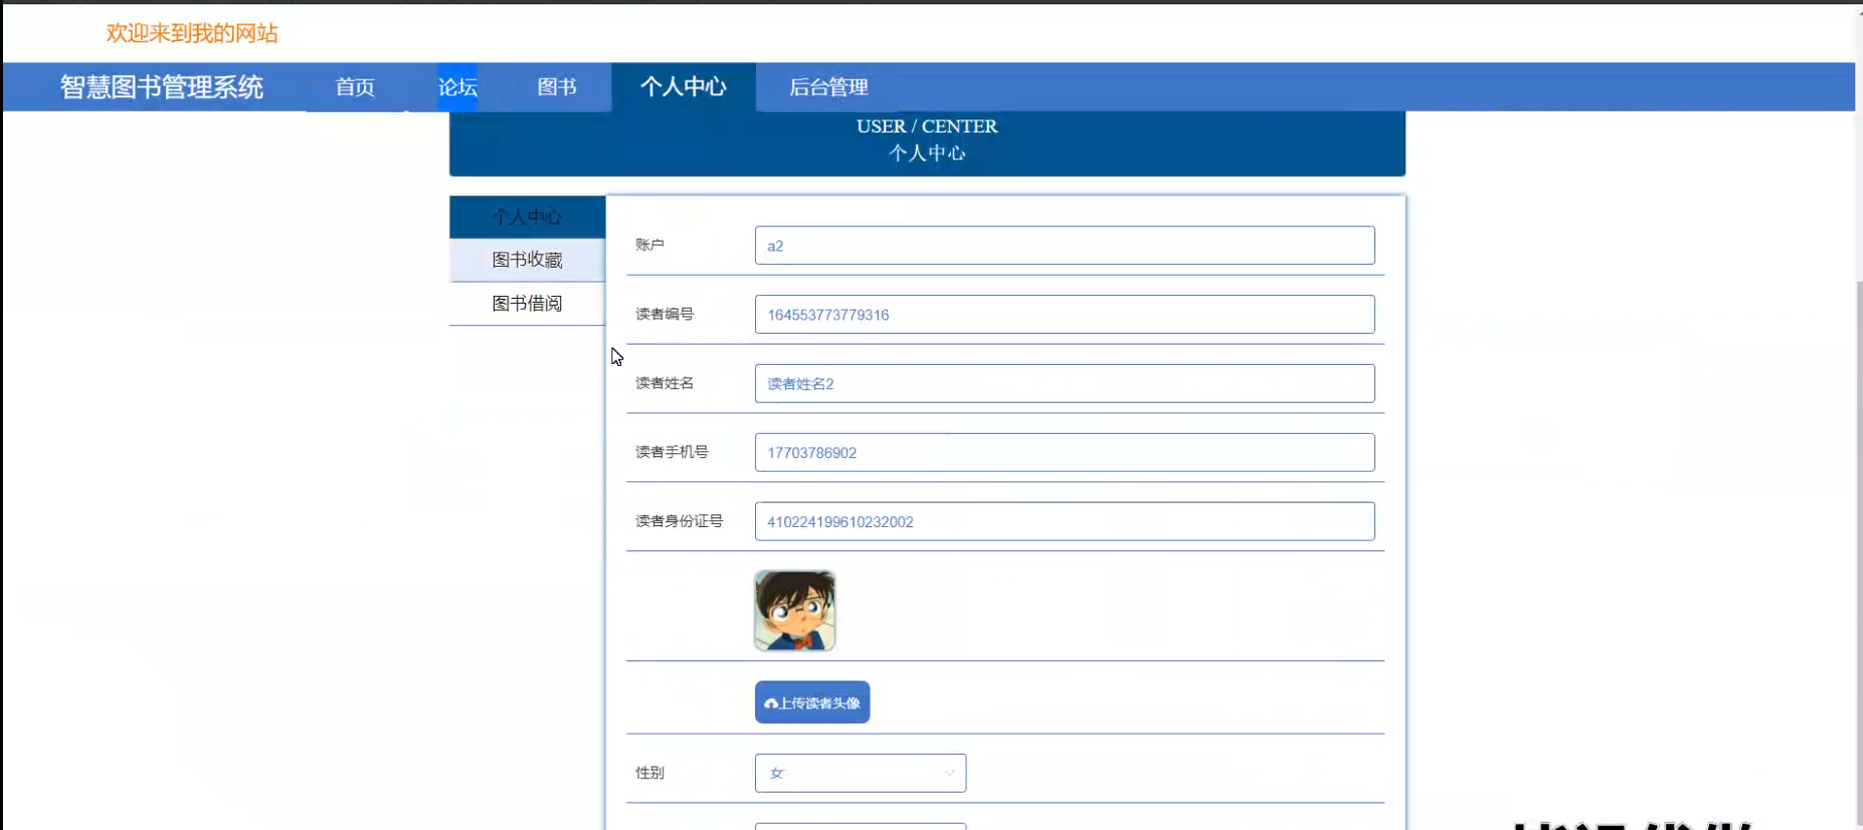 欢迎来到我的网站
智慧图书管理系统 首页 论坛 图书 个人中心 后台管理
USER / CENTER
个人中心
个人中心
图书收藏
图书借阅
账户 a2
读者编号 164553773779316
读者姓名 读者姓名2
读者手机号 17703786902
读者身份证号 410224199610232002
上传读者头像
性别 女